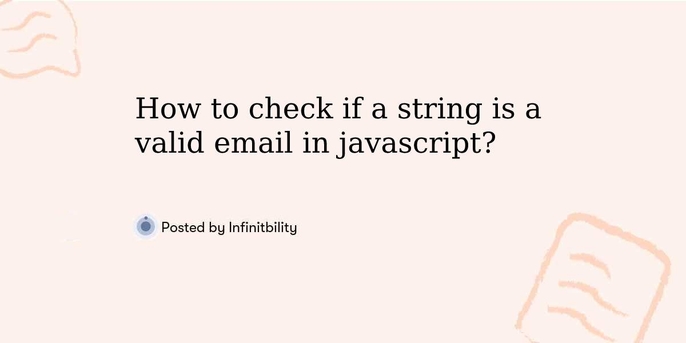 How to check if a string is a
valid email in javascript?
Posted by Infinitbility